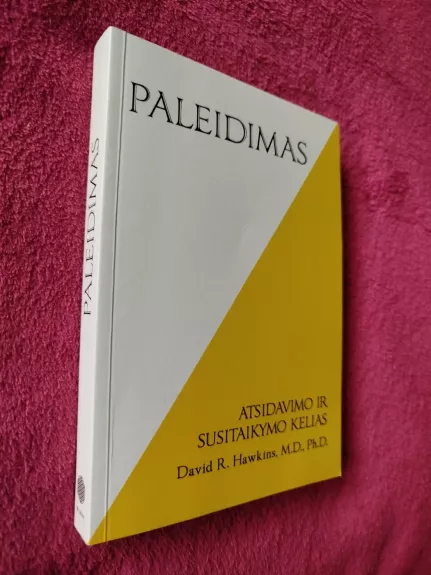 PALEIDIMAS
PALEIDIMAS
ATSIDAVIMO IR
SUSITAIKYMO KELIAS
David R. Hawkins, M.D., Ph.D.